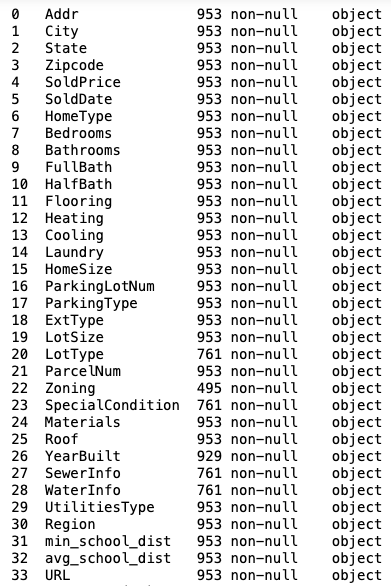 0 Addr 953 non-null object
1 City 953 non-null object
2 State 953 non-null object
3 Zipcode 953 non-null object
4 SoldPrice 953 non-null object
5 SoldDate 953 non-null object
6 HomeType 953 non-null object
7 Bedrooms 953 non-null object
8 Bathrooms 953 non-null object
9 FullBath 953 non-null object
10 HalfBath 953 non-null object
11 Flooring 953 non-null object
12 Heating 953 non-null object
13 Cooling 953 non-null object
14 Laundry 953 non-null object
15 HomeSize 953 non-null object
16 ParkingLotNum 953 non-null object
17 ParkingType 953 non-null object
18 ExtType 953 non-null object
19 LotSize 953 non-null object
20 LotType 761 non-null object
21 ParcelNum 953 non-null object
22 Zoning 495 non-null object
23 SpecialCondition 761 non-null object
24 Materials 953 non-null object
25 Roof 953 non-null object
26 YearBuilt 929 non-null object
27 SewerInfo 761 non-null object
28 WaterInfo 761 non-null object
29 UtilitiesType 953 non-null object
30 Region 953 non-null object
31 min_school_dist 953 non-null object
32 avg_school_dist 953 non-null object
33 URL 953 non-null object